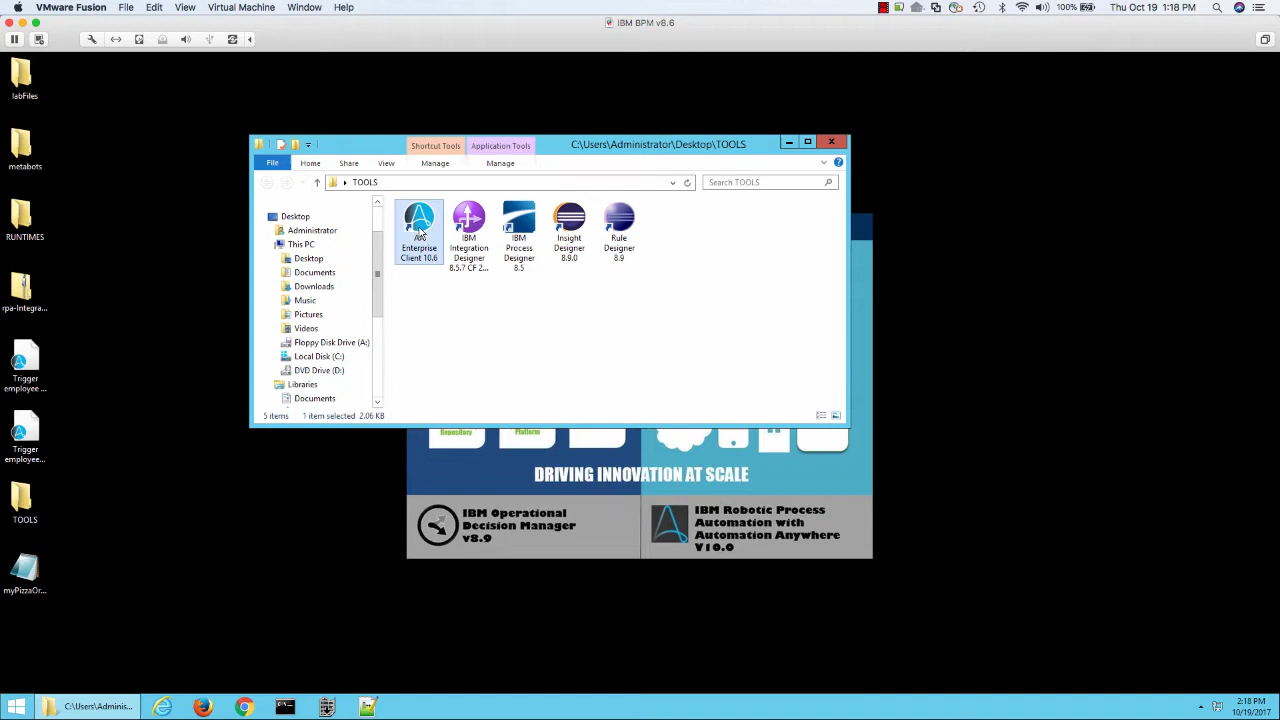 VMware Fusion File Edit View Virtual Machine Window Help 100% Thu Oct 19 1:18 PM
IBM BPM v8.6
labFiles
metabots
RUNTIMES
rpa-Integra...
Trigger
employee ...
Trigger
employee...
TOOLS
myPizzaOr...
Shortcut Tools Application Tools C:\Users\Administrator\Desktop\TOOLS
File Home Share View Manage Manage
TOOLS
Search TOOLS
Desktop
Administrator
This PC
Desktop
Documents
Downloads
Music
Pictures
Videos
Floppy Disk Drive (A:)
Local Disk (C:)
DVD Drive (D:)
Libraries
Documents
Enterprise
Client 10.6
IBM
Integration
Designer
8.5.7 CF 2...
IBM
Process
Designer
8.5
Insight
Designer
8.9.0
Rule
Designer
8.9
5 items 1 item selected 2.06 KB
Repository
Platform
DRIVING INNOVATION AT SCALE
IBM Operational
Decision Manager
v8.9
IBM Robotic Process
Automation with
Automation Anywhere
V10.0
C:\Users\Adminis...
2:18 PM
10/19/2017